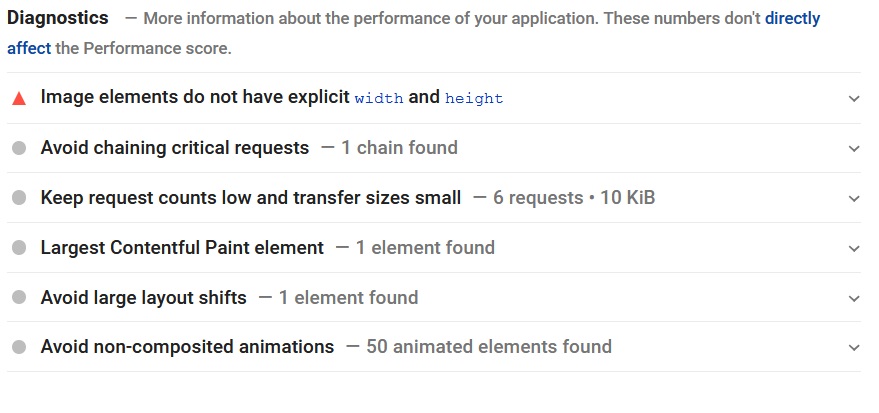 Diagnostics — More information about the performance of your application. These numbers don't directly
affect the Performance score.
Image elements do not have explicit width and height
Avoid chaining critical requests — 1 chain found
Keep request counts low and transfer sizes small — 6 requests • 10 KiB
Largest Contentful Paint element — 1 element found
Avoid large layout shifts — 1 element found
Avoid non-composited animations — 50 animated elements found